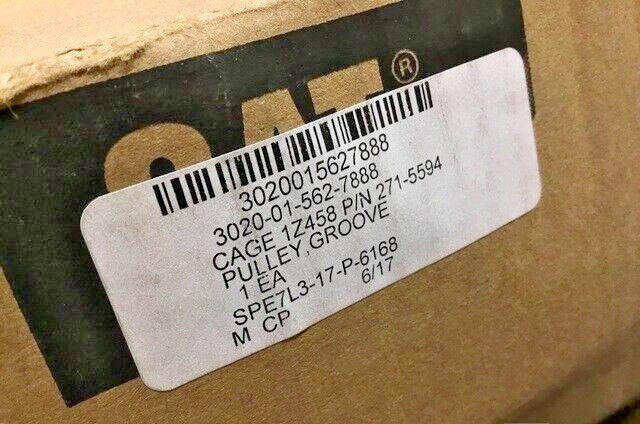 CAT®
3020015627888
3020-01-562-7888
CAGE 1Z458 P/N 271-5594
PULLEY,GROOVE
1 EA
SPE7L3-17-P-6168
M CP 6/17